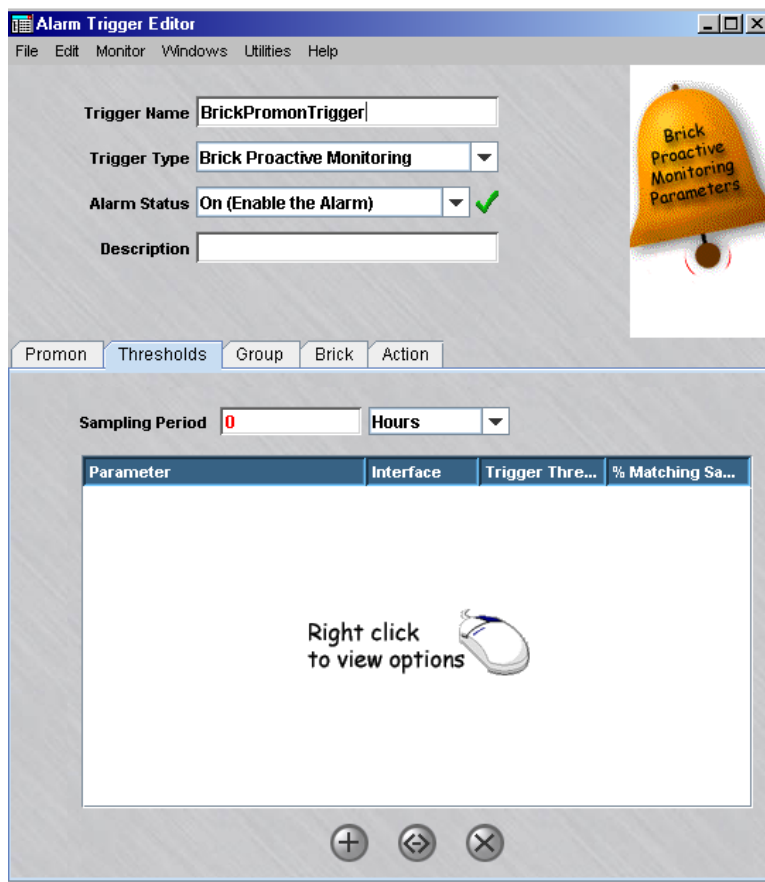 Alarm Trigger Editor
File Edit Monitor Windows Utilities Help
Trigger Name BrickPromonTrigger
Trigger Type Brick Proactive Monitoring
Alarm Status On (Enable the Alarm)
Description
Brick
Proactive
Monitoring
Parameters
Promon Thresholds Group Brick Action
Sampling Period 0 Hours
Parameter Interface Trigger Thre... % Matching Sa...
Right click
to view options